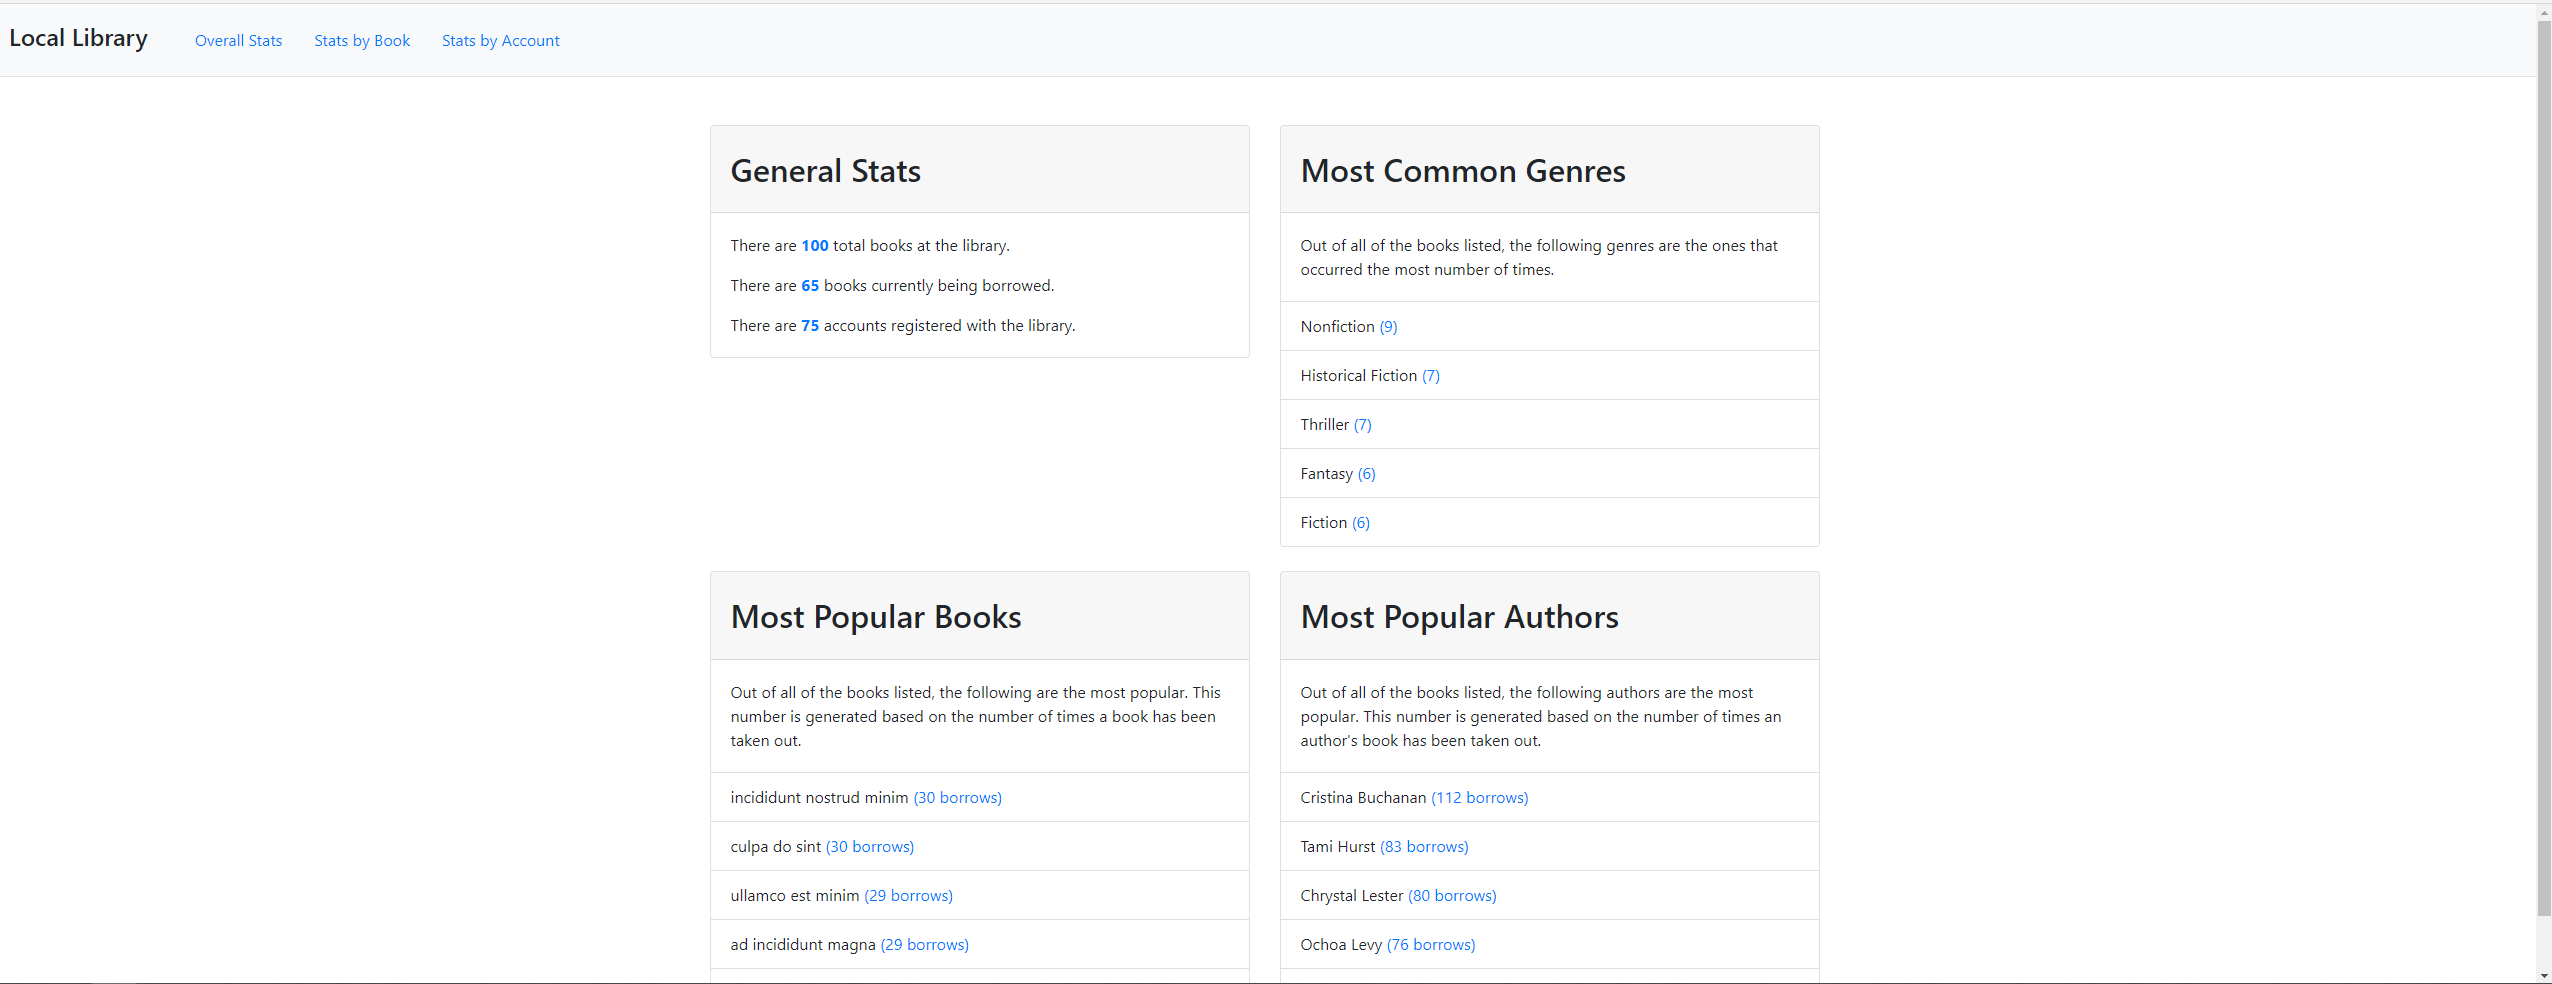 Local Library
Overall Stats
Stats by Book
Stats by Account
General Stats
There are 100 total books at the library.
There are 65 books currently being borrowed.
There are 75 accounts registered with the library.
Most Common Genres
Out of all of the books listed, the following genres are the ones that
occurred the most number of times.
Nonfiction (9)
Historical Fiction (7)
Thriller (7)
Fantasy (6)
Fiction (6)
Most Popular Books
Out of all of the books listed, the following are the most popular. This
number is generated based on the number of times a book has been
taken out.
incididunt nostrud minim (30 borrows)
culpa do sint (30 borrows)
ullamco est minim (29 borrows)
ad incididunt magna (29 borrows)
Most Popular Authors
Out of all of the books listed, the following authors are the most
popular. This number is generated based on the number of times an
author's book has been taken out.
Cristina Buchanan (112 borrows)
Tami Hurst (83 borrows)
Chrystal Lester (80 borrows)
Ochoa Levy (76 borrows)